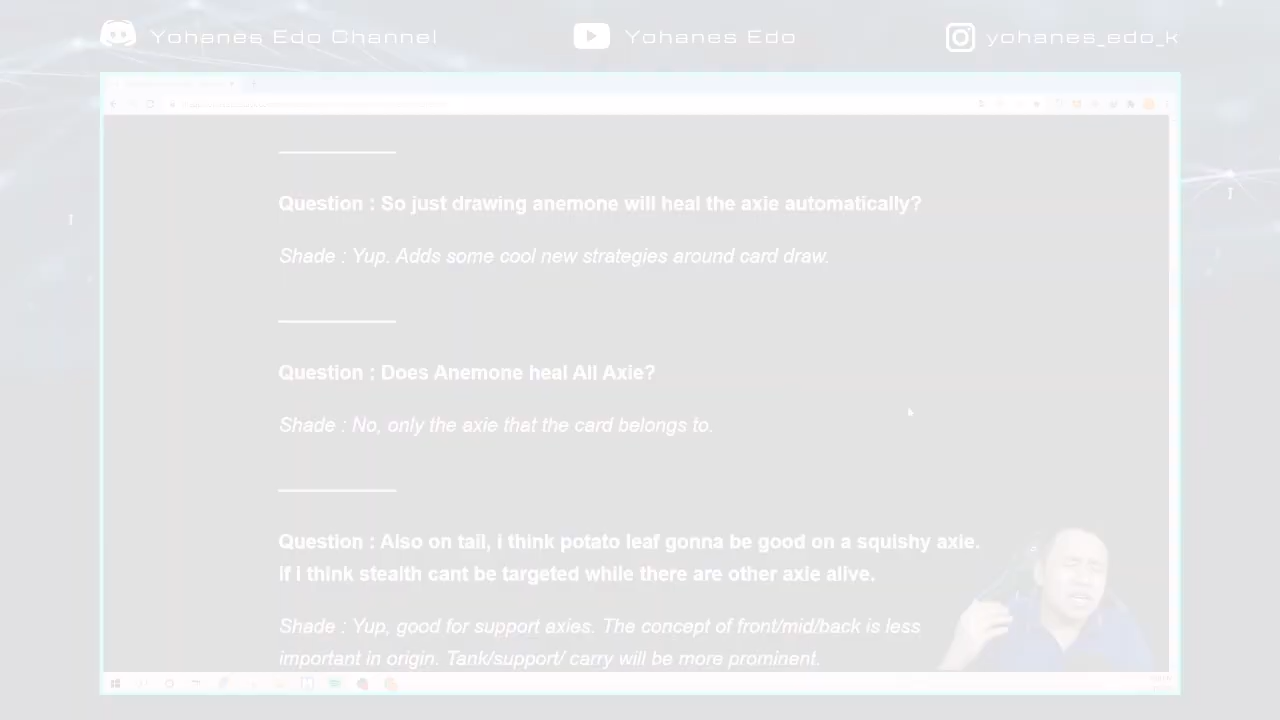 Yohanes Edo Channel
Yohanes Edo
yohanes_edo_k
Question : So just drawing anemone will heal the axie automatically?
Shade : Yup. Adds some cool new strategies around card draw.
Question : Does Anemone heal All Axie?
Shade : No, only the axie that the card belongs to.
Question : Also on tail, i think potato leaf gonna be good on a squishy axie.
If i think stealth cant be targeted while there are other axie alive.
Shade : Yup, good for support axies. The concept of front/mid/back is less
important in origin. Tank/support/ carry will be more prominent.